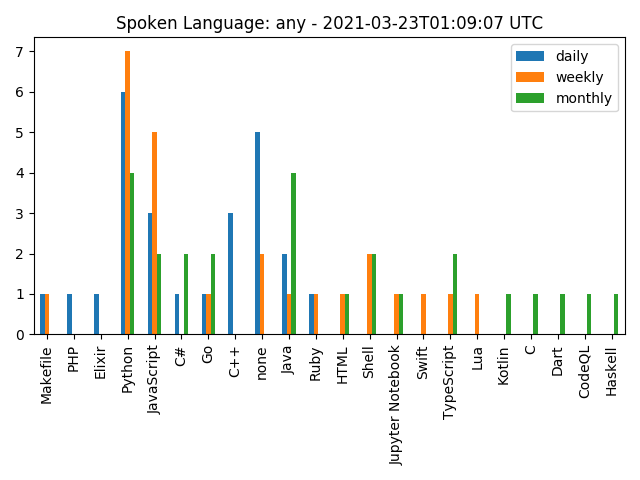 Spoken Language: any - 2021-03-23T01:09:07 UTC
daily
weekly
monthly
7
6
5
4
3
2
1
0
Makefile
PHP
Elixir
Python
JavaScript
C#
Go
C++
none
Java
Ruby
HTML
Shell
Jupyter Notebook
Swift
TypeScript
Lua
Kotlin
C
Dart
CodeQL
Haskell